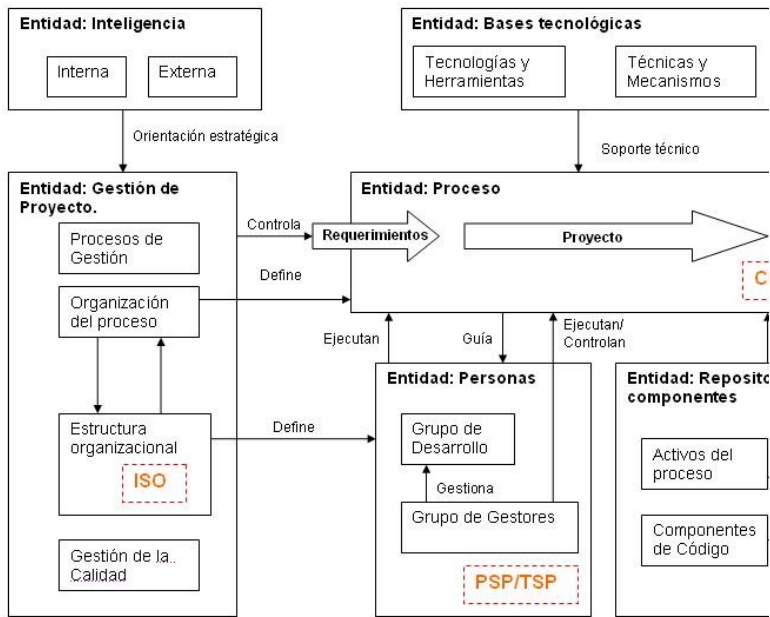 Entidad: Inteligencia
Interna
Externa
Entidad: Bases tecnológicas
Tecnologías y
Herramientas
Técnicas y
Mecanismos
Orientación estratégica
Soporte técnico
Entidad: Gestión de
Proyecto.
Procesos de
Gestión
Organización
del proceso
Estructura
organizacional
ISO
Gestión de la..
Calidad
Controla
Define
Define
Entidad: Proceso
Requerimientos
Proyecto
C
Ejecutan
Guía
Ejecutan/
Controlan
Entidad: Personas
Grupo de
Desarrollo
Gestiona
Grupo de Gestores
PSP/TSP
Entidad: Reposito
componentes
Activos del
proceso
Componentes
de Código